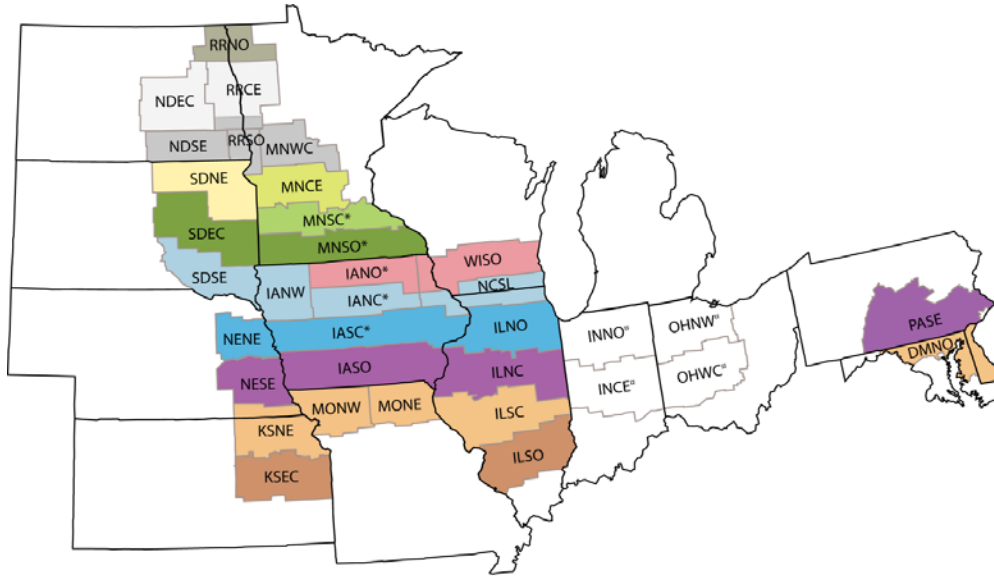 RRNO
NDEC
RRCE
NDSE
RRSO
MNWC
SDNE
MNCE
MNSC*
SDEC
MNSO*
SDSE
IANW
IANO*
WISO
IANC*
NCSL
NENE
IASC*
ILNO
INNO¤
OHNW¤
PASE
DMNO
NESE
IASO
ILNC
INCE¤
OHWC¤
MONW
MONE
ILSC
KSNE
ILSO
KSEC